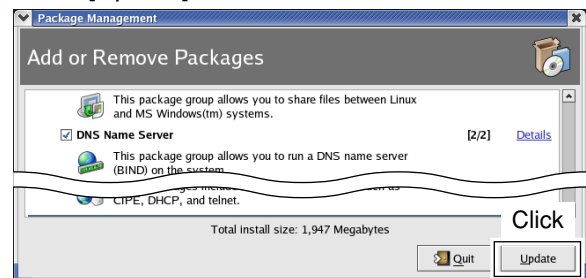 Package Management
Add or Remove Packages
This package group allows you to share files between Linux
and MS Windows(tm) systems.
DNS Name Server [2/2] Details
This package group allows you to run a DNS name server
(BIND) on the system.
CIPE, DHCP, and telnet.
Total install size: 1,947 Megabytes
Click
Quit Update